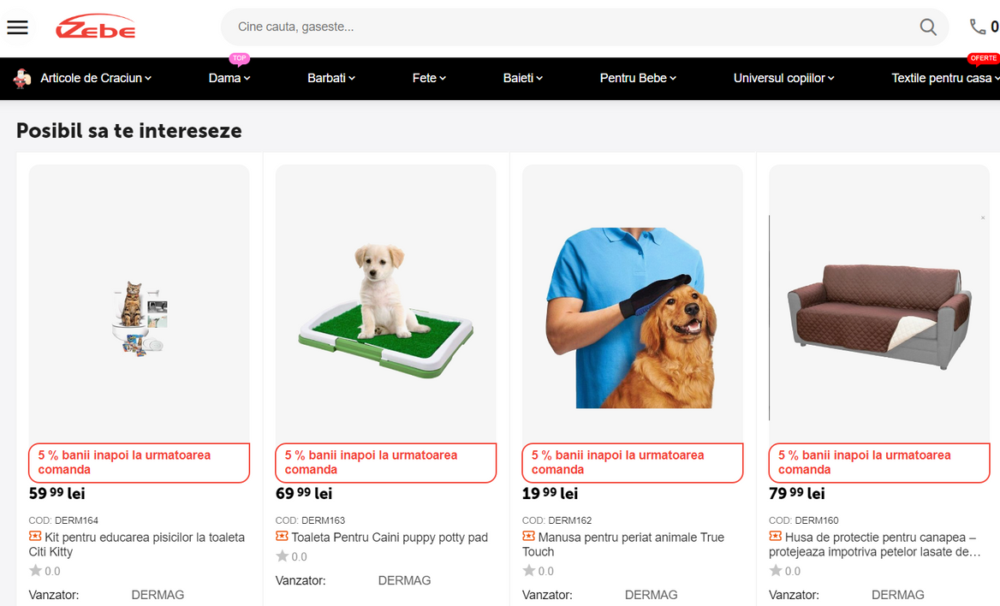 Zebe
Cine cauta, gaseste...
0
TOP
OFERTE
Articole de Craciun
Dama
Barbati
Fete
Baieti
Pentru Bebe
Universul copiilor
Textile pentru casa
Posibil sa te intereseze
5 % banii inapoi la urmatoarea
comanda
59 99 lei
COD: DERM164
Kit pentru educarea pisicilor la toaleta
Citi Kitty
0.0
Vanzator: DERMAG
5 % banii inapoi la urmatoarea
comanda
69 99 lei
COD: DERM163
Toaleta Pentru Caini puppy potty pad
0.0
Vanzator: DERMAG
5 % banii inapoi la urmatoarea
comanda
19 99 lei
COD: DERM162
Manusa pentru periat animale True
Touch
0.0
Vanzator: DERMAG
5 % banii inapoi la urmatoarea
comanda
79 99 lei
COD: DERM160
Husa de protectie pentru canapea –
protejeaza impotriva petelor lasate de…
0.0
Vanzator: DERMAG